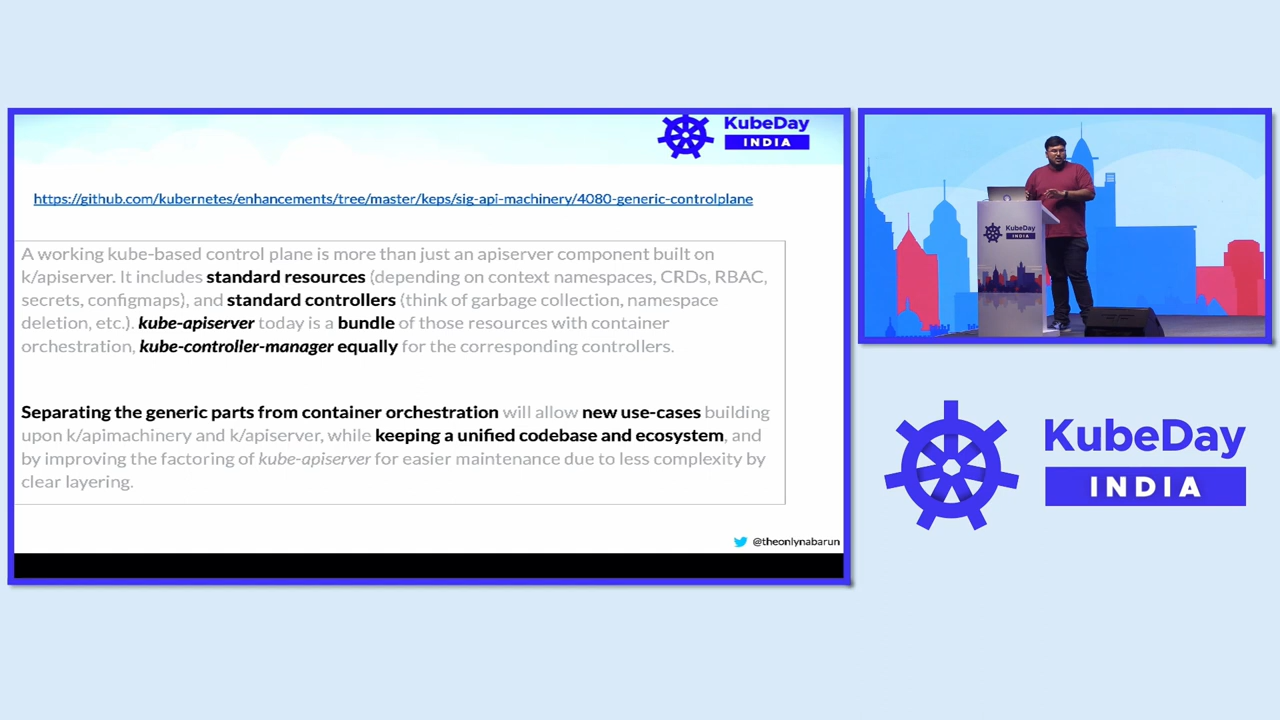 KubeDay
INDIA
https://github.com/kubernetes/enhancements/tree/master/keps/sig-api-machinery/4080-generic-controlplane
A working kube-based control plane is more than just an apiserver component built on
k/apiserver. It includes standard resources (depending on context namespaces, CRDs, RBAC,
secrets, configmaps), and standard controllers (think of garbage collection, namespace
deletion, etc.). kube-apiserver today is a bundle of those resources with container
orchestration, kube-controller-manager equally for the corresponding controllers.
Separating the generic parts from container orchestration will allow new use-cases building
upon k/apimachinery and k/apiserver, while keeping a unified codebase and ecosystem, and
by improving the factoring of kube-apiserver for easier maintenance due to less complexity by
clear layering.
@theonlynabarun
KubeDay
INDIA
KubeDay
INDIA